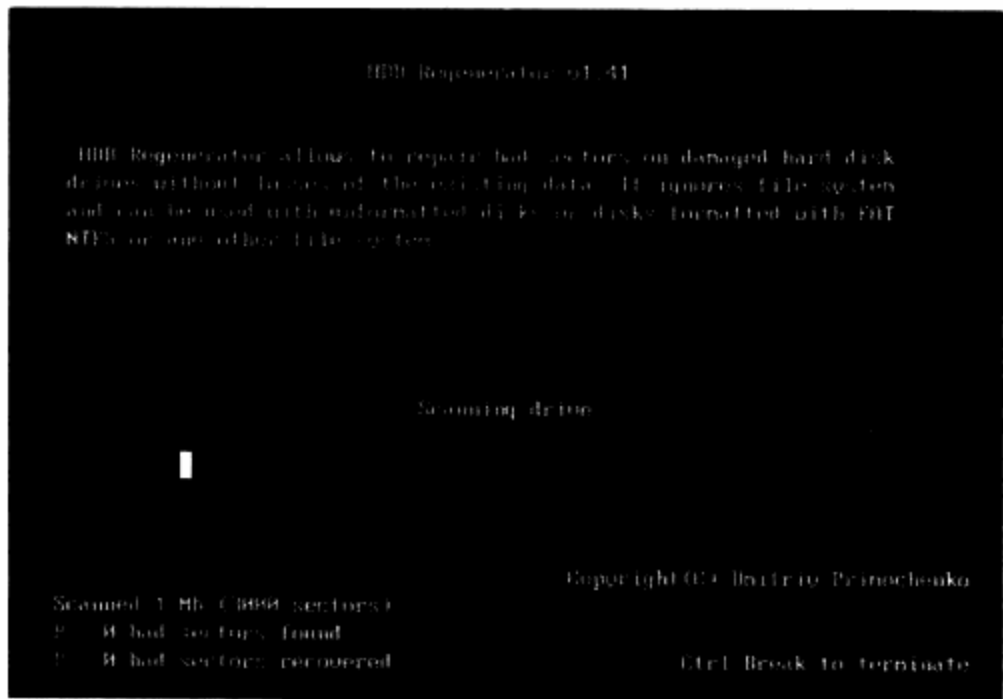 HDD Regenerator v1.41
HDD Regenerator allows to repair bad sectors on damaged hard disk
drives without losses of the existing data. It ignores file system
and can be used with unformatted disks or disks formatted with FAT
NTFS or any other file system
Scanning drive
Copyright(C) Dmitriy Primochenko
Scanned 1 Mb (3000 sectors)
0 bad sectors found
0 bad sectors recovered
Ctrl Break to terminate